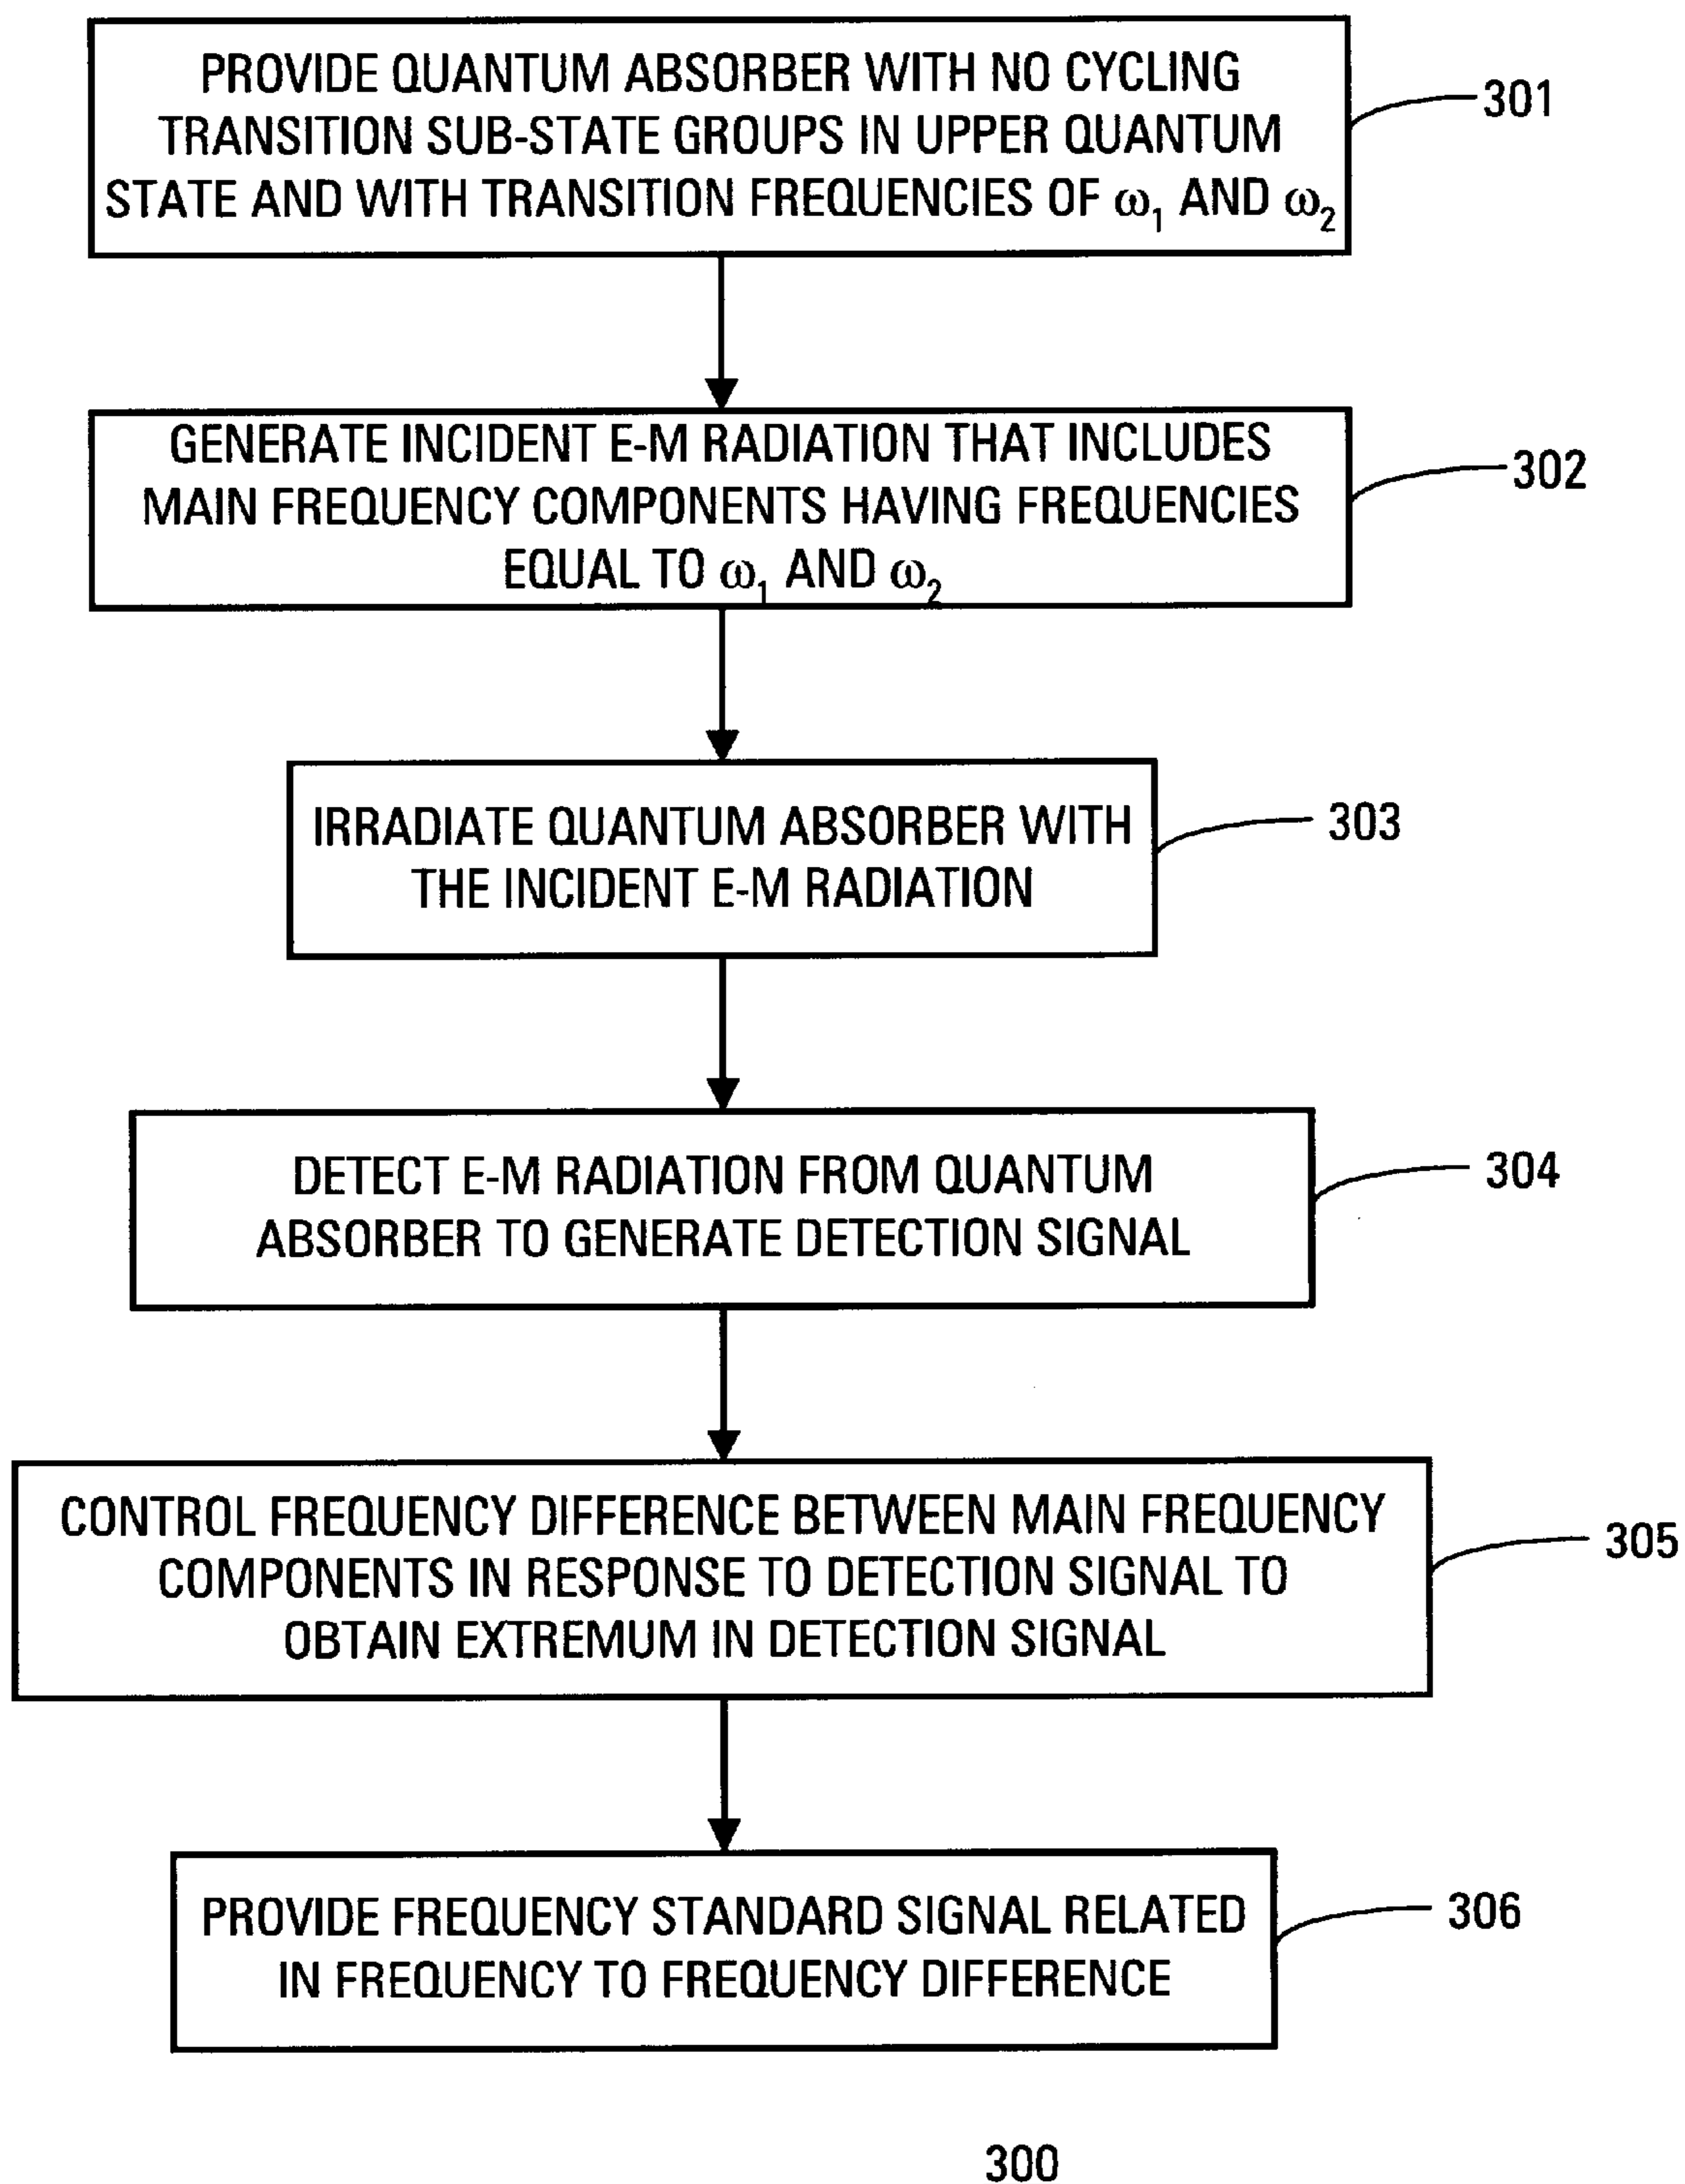 PROVIDE QUANTUM ABSORBER WITH NO CYCLING
TRANSITION SUB-STATE GROUPS IN UPPER QUANTUM
STATE AND WITH TRANSITION FREQUENCIES OF ω₁ AND ω₂
301
GENERATE INCIDENT E-M RADIATION THAT INCLUDES
MAIN FREQUENCY COMPONENTS HAVING FREQUENCIES
EQUAL TO ω₁ AND ω₂
302
IRRADIATE QUANTUM ABSORBER WITH
THE INCIDENT E-M RADIATION
303
DETECT E-M RADIATION FROM QUANTUM
ABSORBER TO GENERATE DETECTION SIGNAL
304
CONTROL FREQUENCY DIFFERENCE BETWEEN MAIN FREQUENCY
COMPONENTS IN RESPONSE TO DETECTION SIGNAL TO
OBTAIN EXTREMUM IN DETECTION SIGNAL
305
PROVIDE FREQUENCY STANDARD SIGNAL RELATED
IN FREQUENCY TO FREQUENCY DIFFERENCE
306
300